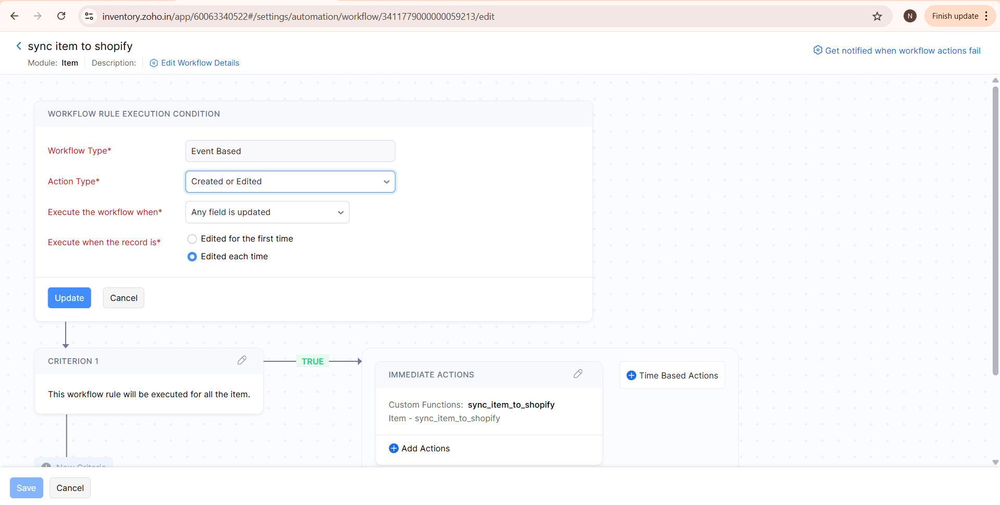 inventory.zoho.in/app/60063340522#/settings/automation/workflow/3411779000000059213/edit
N
Finish update
sync item to shopify
Module: Item Description: Edit Workflow Details
Get notified when workflow actions fail
WORKFLOW RULE EXECUTION CONDITION
Workflow Type* Event Based
Action Type* Created or Edited
Execute the workflow when* Any field is updated
Execute when the record is* Edited for the first time
Edited each time
Update Cancel
CRITERION 1
This workflow rule will be executed for all the item.
TRUE
IMMEDIATE ACTIONS
Custom Functions: sync_item_to_shopify
Item - sync_item_to_shopify
Add Actions
Time Based Actions
New Criteria
Save Cancel